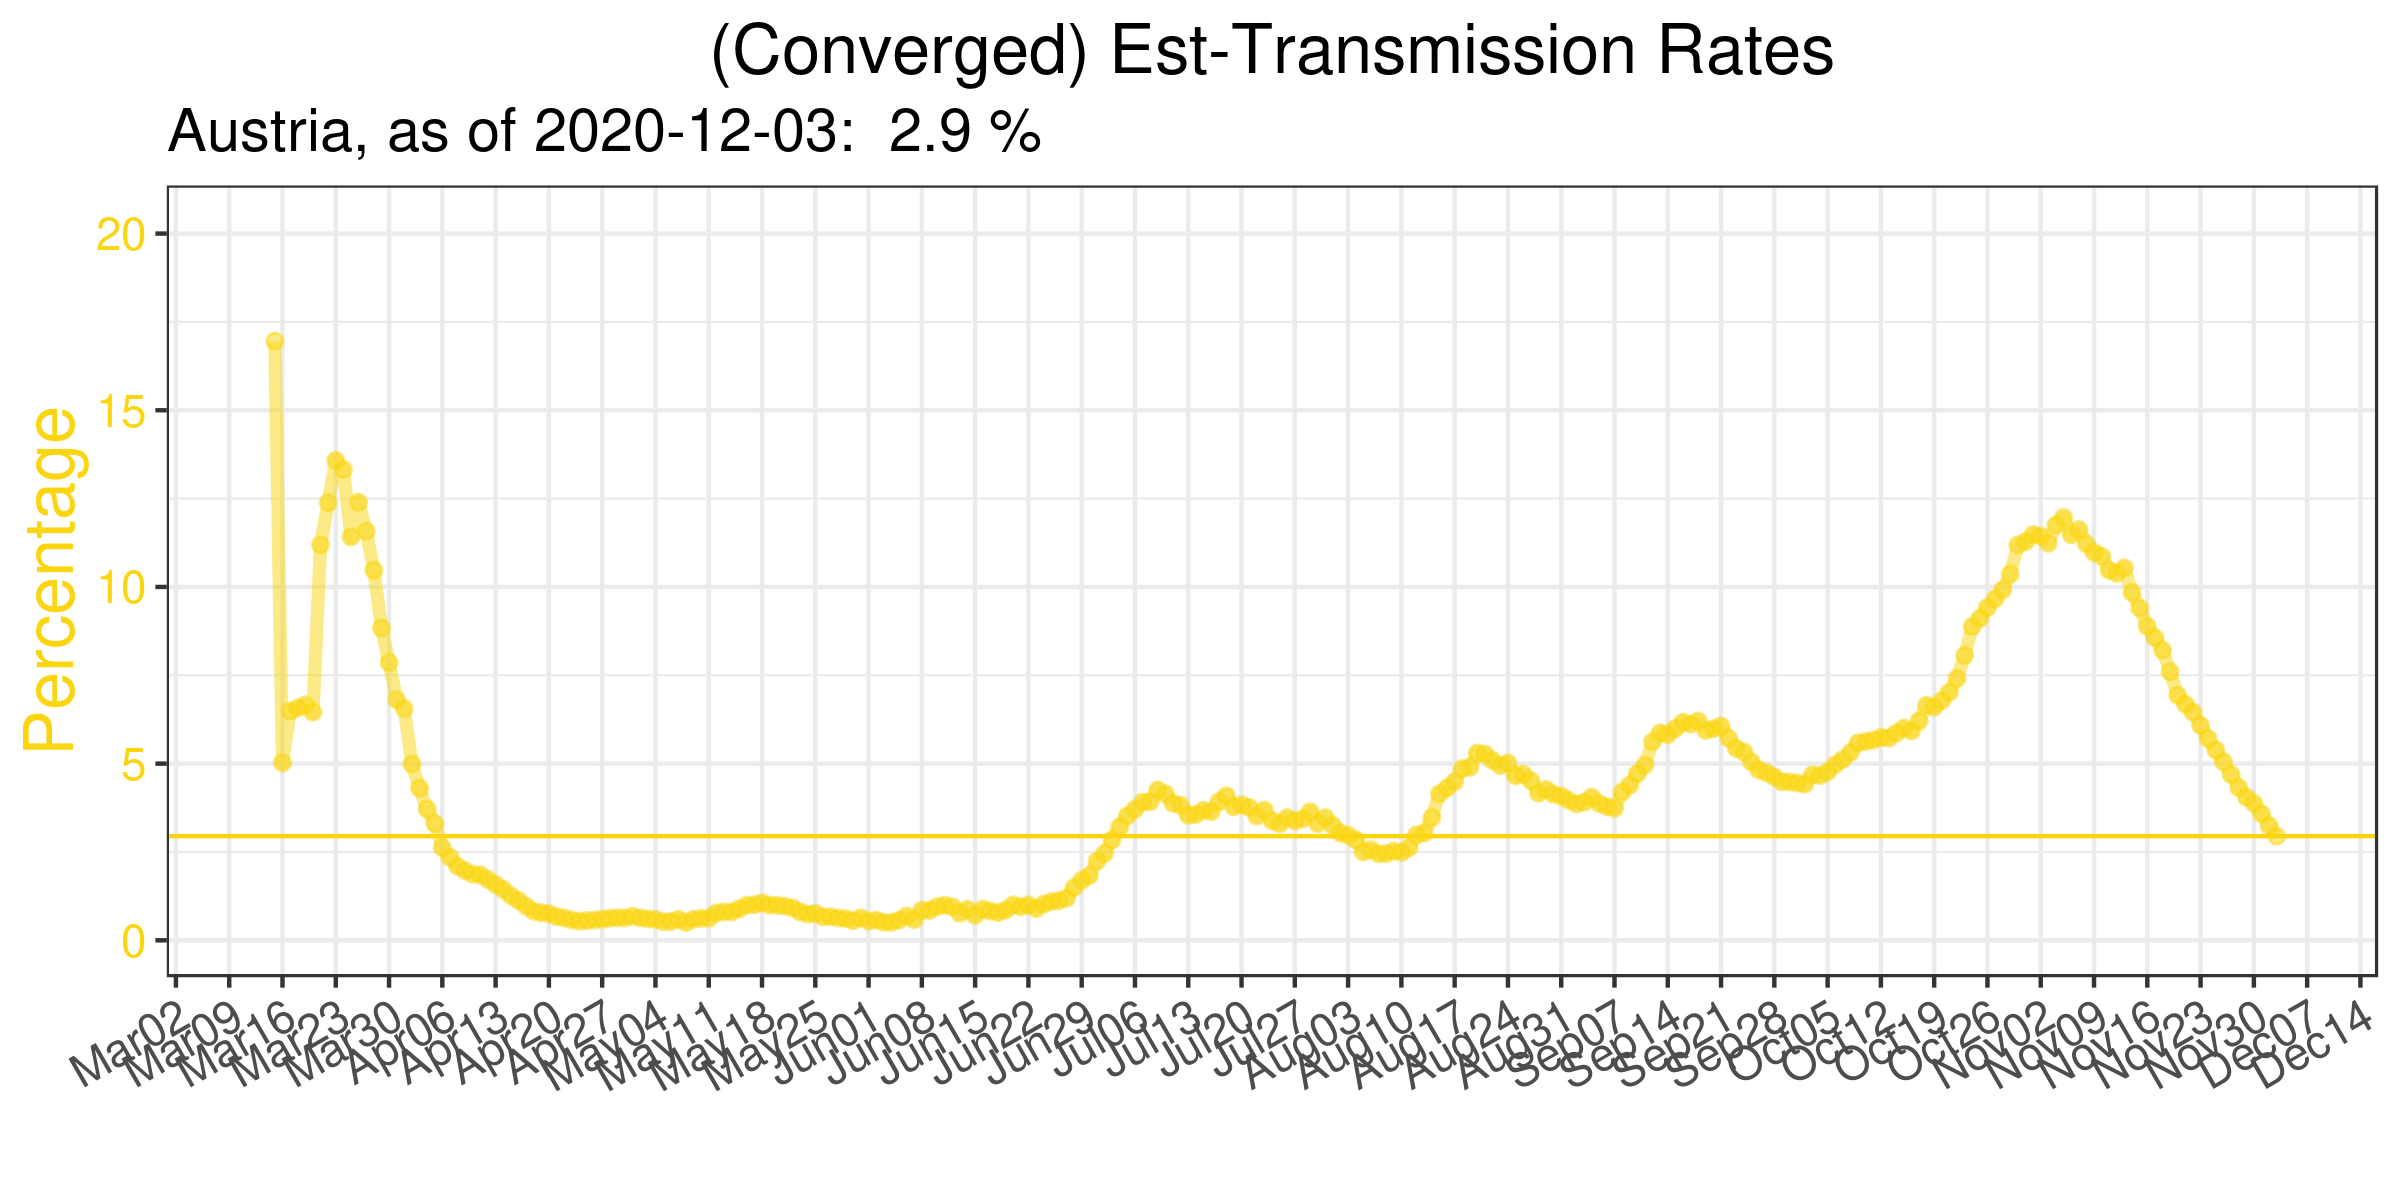 (Converged) Est-Transmission Rates
Austria, as of 2020-12-03:  2.9 %
Percentage
20
15
10
5
0
Mar02
Mar09
Mar16
Mar23
Mar30
Apr06
Apr13
Apr20
Apr27
May04
May11
May18
May25
Jun01
Jun08
Jun15
Jun22
Jun29
Jul06
Jul13
Jul20
Jul27
Aug03
Aug10
Aug17
Aug24
Aug31
Sep07
Sep14
Sep21
Sep28
Oct05
Oct12
Oct19
Oct26
Nov02
Nov09
Nov16
Nov23
Nov30
Dec07
Dec14